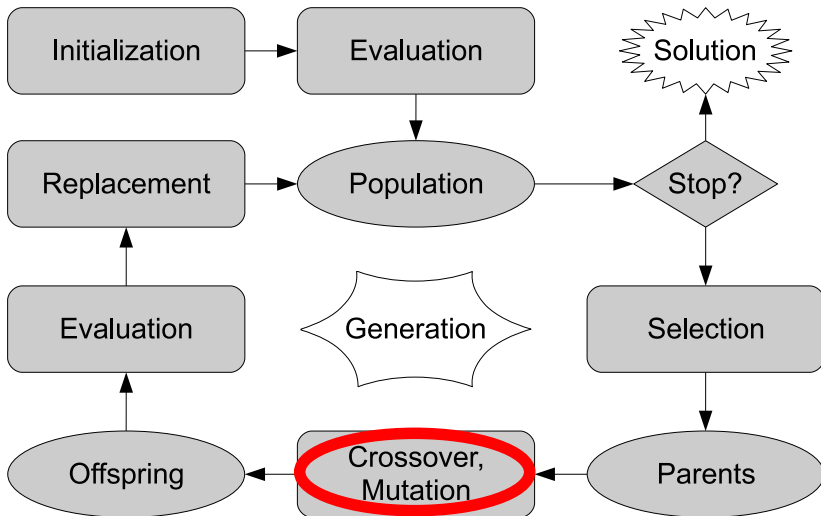 Initialization
Evaluation
Solution
Replacement
Population
Stop?
Evaluation
Generation
Selection
Offspring
Crossover,
Mutation
Parents